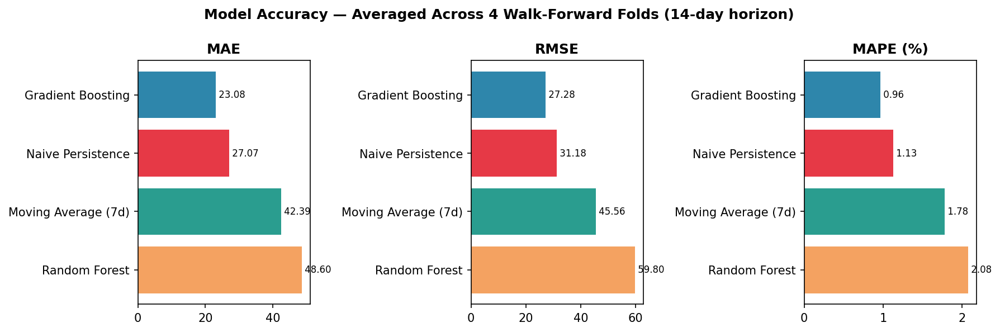 Model Accuracy — Averaged Across 4 Walk-Forward Folds (14-day horizon)
MAE
Gradient Boosting 23.08
Naive Persistence 27.07
Moving Average (7d) 42.39
Random Forest 48.60
0 20 40
RMSE
Gradient Boosting 27.28
Naive Persistence 31.18
Moving Average (7d) 45.56
Random Forest 59.80
0 20 40 60
MAPE (%)
Gradient Boosting 0.96
Naive Persistence 1.13
Moving Average (7d) 1.78
Random Forest 2.08
0 1 2